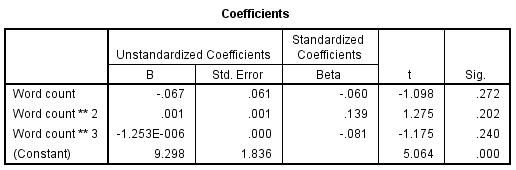 Coefficients
Unstandardized Coefficients Standardized Coefficients
B Std. Error Beta t Sig.
Word count -.067 .061 -.060 -1.098 .272
Word count ** 2 .001 .001 .139 1.275 .202
Word count ** 3 -1.253E-006 .000 -.081 -1.175 .240
(Constant) 9.298 1.836 5.064 .000